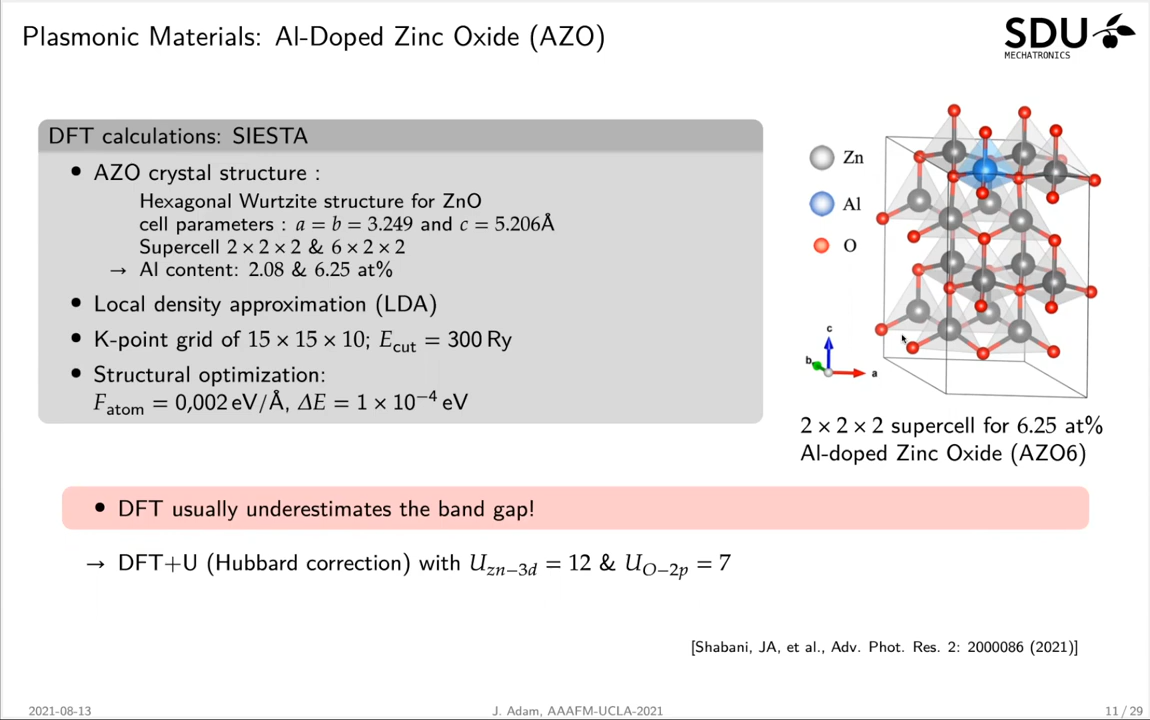 Plasmonic Materials: Al-Doped Zinc Oxide (AZO)
SDU
MECHATRONICS
DFT calculations: SIESTA
• AZO crystal structure :
Hexagonal Wurtzite structure for ZnO
cell parameters : a = b = 3.249 and c = 5.206Å
Supercell 2 × 2 × 2 & 6 × 2 × 2
→ Al content: 2.08 & 6.25 at%
• Local density approximation (LDA)
• K-point grid of 15 × 15 × 10; E_cut = 300 Ry
• Structural optimization:
F_atom = 0,002 eV/Å, ΔE = 1 × 10⁻⁴ eV
Zn
Al
O
c
b
a
2 × 2 × 2 supercell for 6.25 at%
Al-doped Zinc Oxide (AZO6)
• DFT usually underestimates the band gap!
→ DFT+U (Hubbard correction) with U_zn−3d = 12 & U_O−2p = 7
[Shabani, JA, et al., Adv. Phot. Res. 2: 2000086 (2021)]
2021-08-13
J. Adam, AAAFM-UCLA-2021
11 / 29